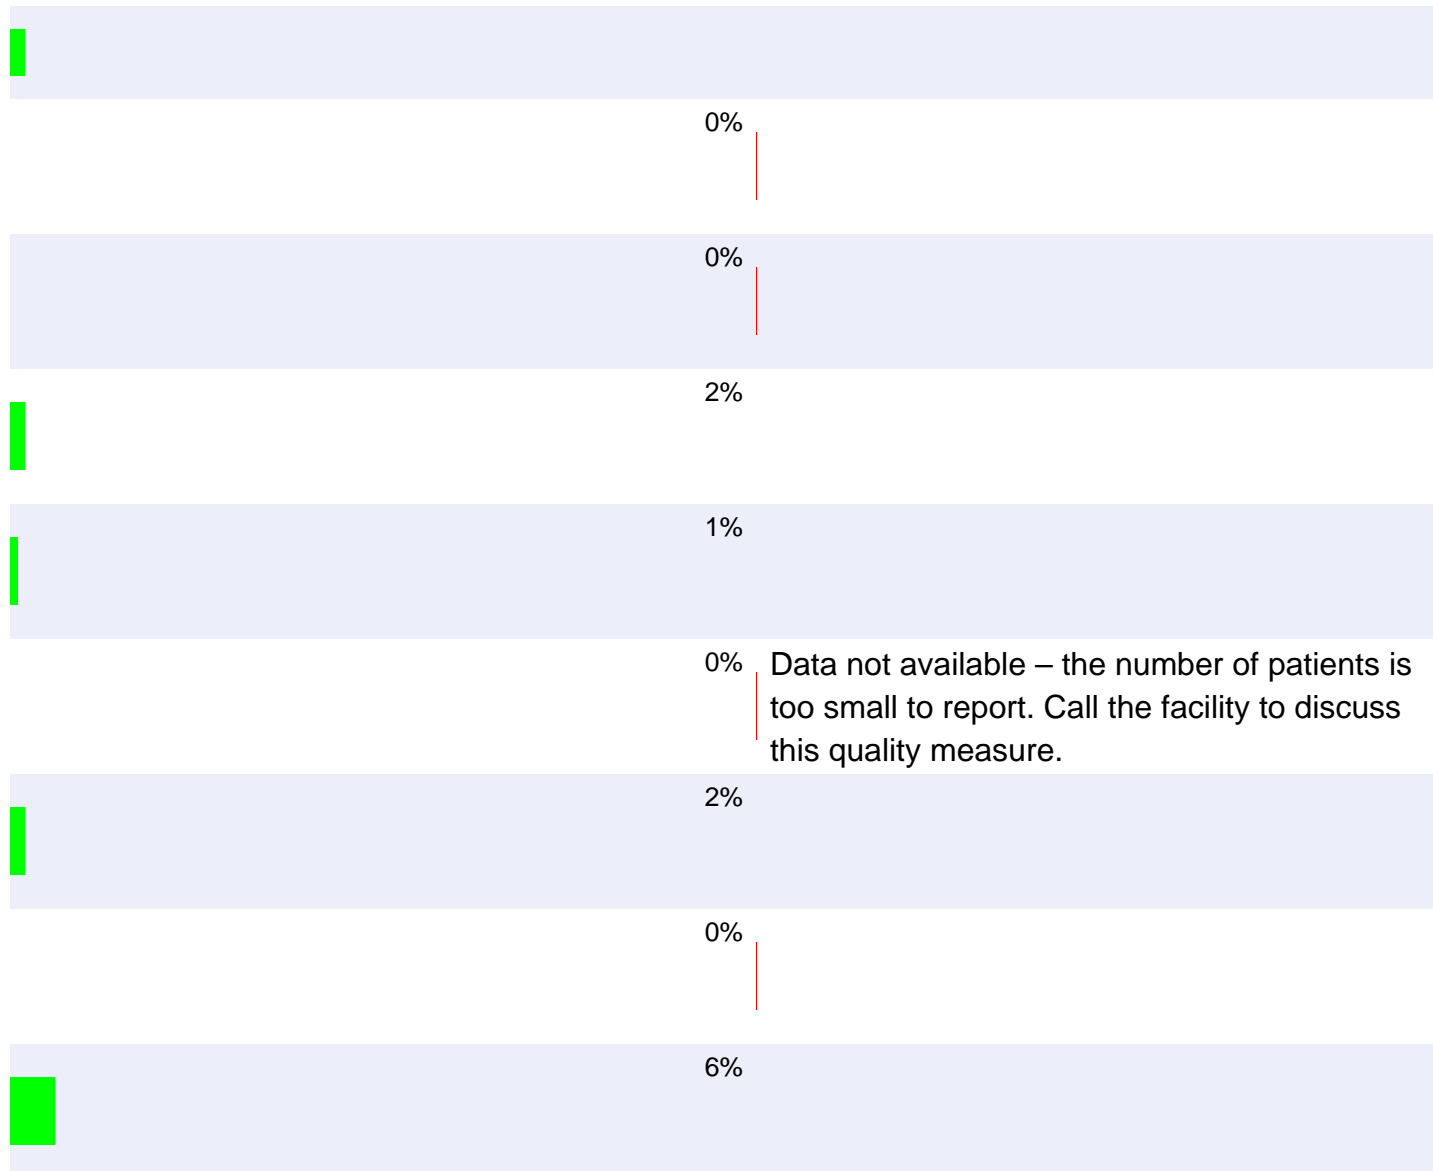 0%
0%
2%
1%
0%
Data not available – the number of patients is
too small to report. Call the facility to discuss
this quality measure.
2%
0%
6%